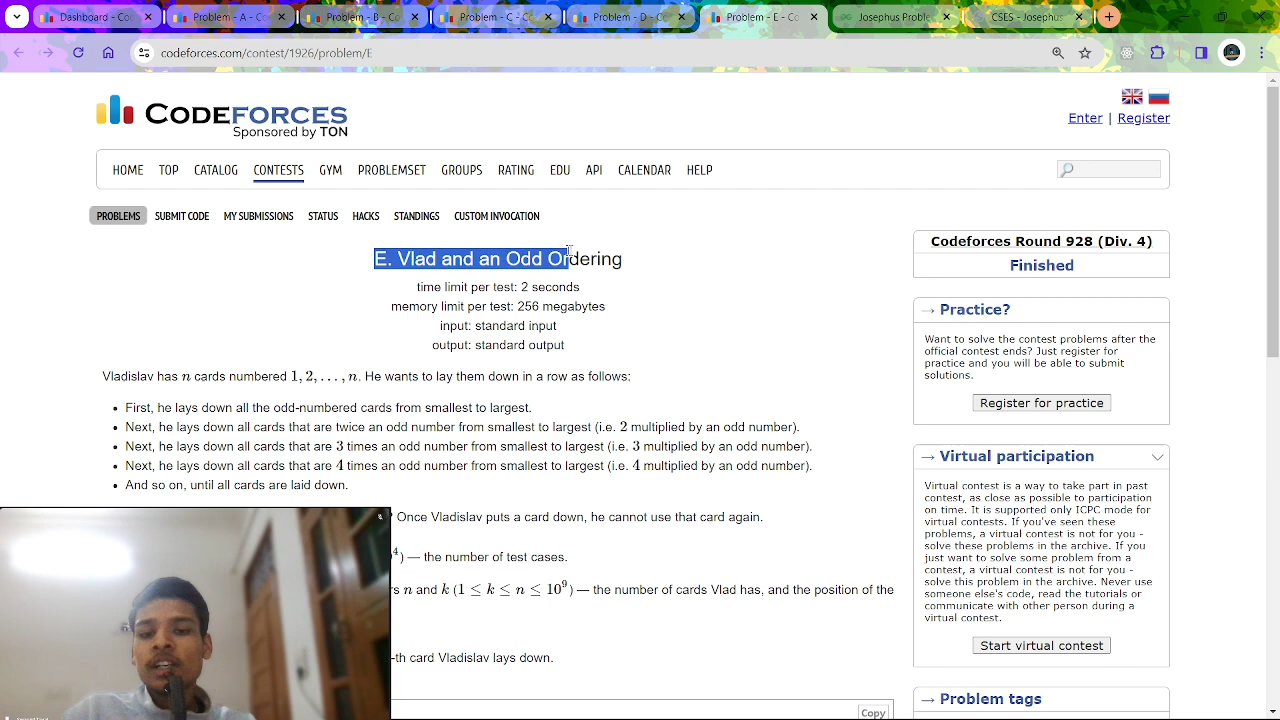 Dashboard - Co
Problem - A - Co
Problem - B - Co
Problem - C - Co
Problem - D - Co
Problem - E - Co
Josephus Proble
CSES - Josephus
codeforces.com/contest/1926/problem/E
CODEFORCES
Sponsored by TON
Enter | Register
HOME TOP CATALOG CONTESTS GYM PROBLEMSET GROUPS RATING EDU API CALENDAR HELP
PROBLEMS SUBMIT CODE MY SUBMISSIONS STATUS HACKS STANDINGS CUSTOM INVOCATION
E. Vlad and an Odd Ordering
time limit per test: 2 seconds
memory limit per test: 256 megabytes
input: standard input
output: standard output
Vladislav has n cards numbered 1, 2, . . . , n. He wants to lay them down in a row as follows:
• First, he lays down all the odd-numbered cards from smallest to largest.
• Next, he lays down all cards that are twice an odd number from smallest to largest (i.e. 2 multiplied by an odd number).
• Next, he lays down all cards that are 3 times an odd number from smallest to largest (i.e. 3 multiplied by an odd number).
• Next, he lays down all cards that are 4 times an odd number from smallest to largest (i.e. 4 multiplied by an odd number).
• And so on, until all cards are laid down.
Once Vladislav puts a card down, he cannot use that card again.
⁴) — the number of test cases.
rs n and k (1 ≤ k ≤ n ≤ 10⁹) — the number of cards Vlad has, and the position of the
-th card Vladislav lays down.
Copy
Codeforces Round 928 (Div. 4)
Finished
→ Practice?
Want to solve the contest problems after the
official contest ends? Just register for
practice and you will be able to submit
solutions.
Register for practice
→ Virtual participation
Virtual contest is a way to take part in past
contest, as close as possible to participation
on time. It is supported only ICPC mode for
virtual contests. If you've seen these
problems, a virtual contest is not for you -
solve these problems in the archive. If you
just want to solve some problem from a
contest, a virtual contest is not for you -
solve this problem in the archive. Never use
someone else's code, read the tutorials or
communicate with other person during a
virtual contest.
Start virtual contest
→ Problem tags